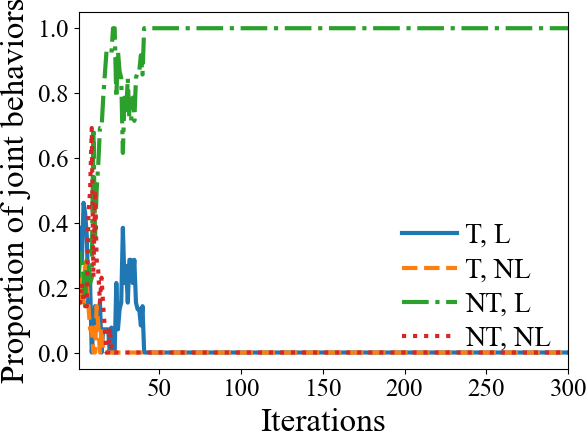 Proportion of joint behaviors
1.0
0.8
0.6
0.4
0.2
0.0
T, L
T, NL
NT, L
NT, NL
50 100 150 200 250 300
Iterations